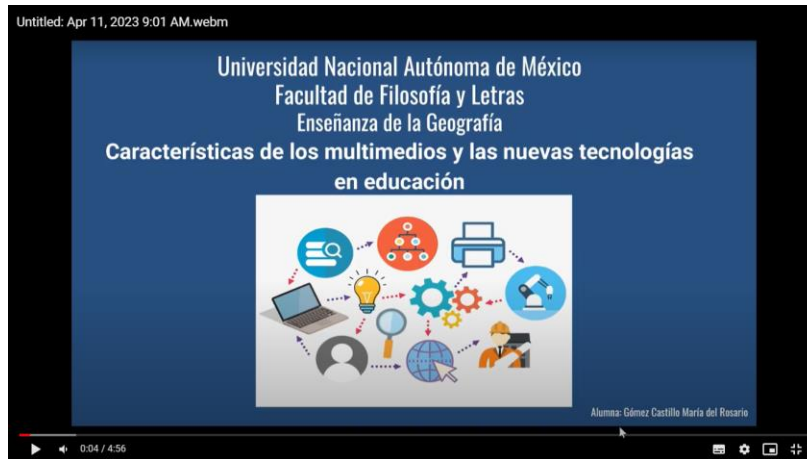 Untitled: Apr 11, 2023 9:01 AM.webm
Universidad Nacional Autónoma de México
Facultad de Filosofía y Letras
Enseñanza de la Geografía
Características de los multimedios y las nuevas tecnologías
en educación
Alumna: Gómez Castillo María del Rosario
0:04 / 4:56